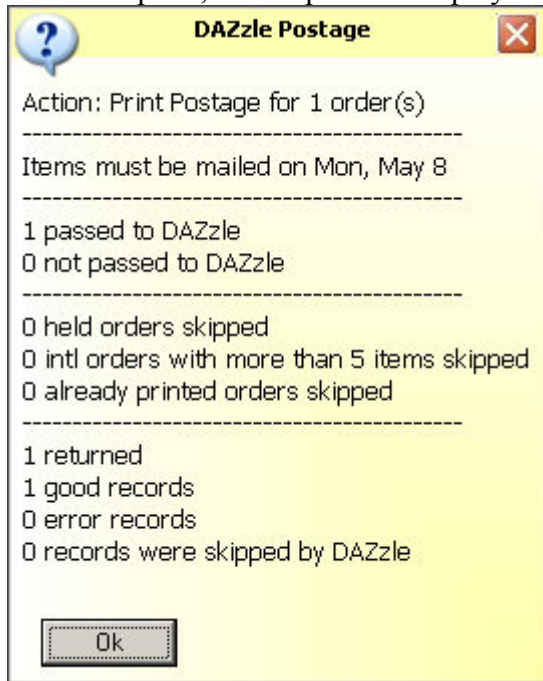 DAZzle Postage
Action: Print Postage for 1 order(s)
--------------------------------------------
Items must be mailed on Mon, May 8
--------------------------------------------
1 passed to DAZzle
0 not passed to DAZzle
--------------------------------------------
0 held orders skipped
0 intl orders with more than 5 items skipped
0 already printed orders skipped
--------------------------------------------
1 returned
1 good records
0 error records
0 records were skipped by DAZzle
Ok